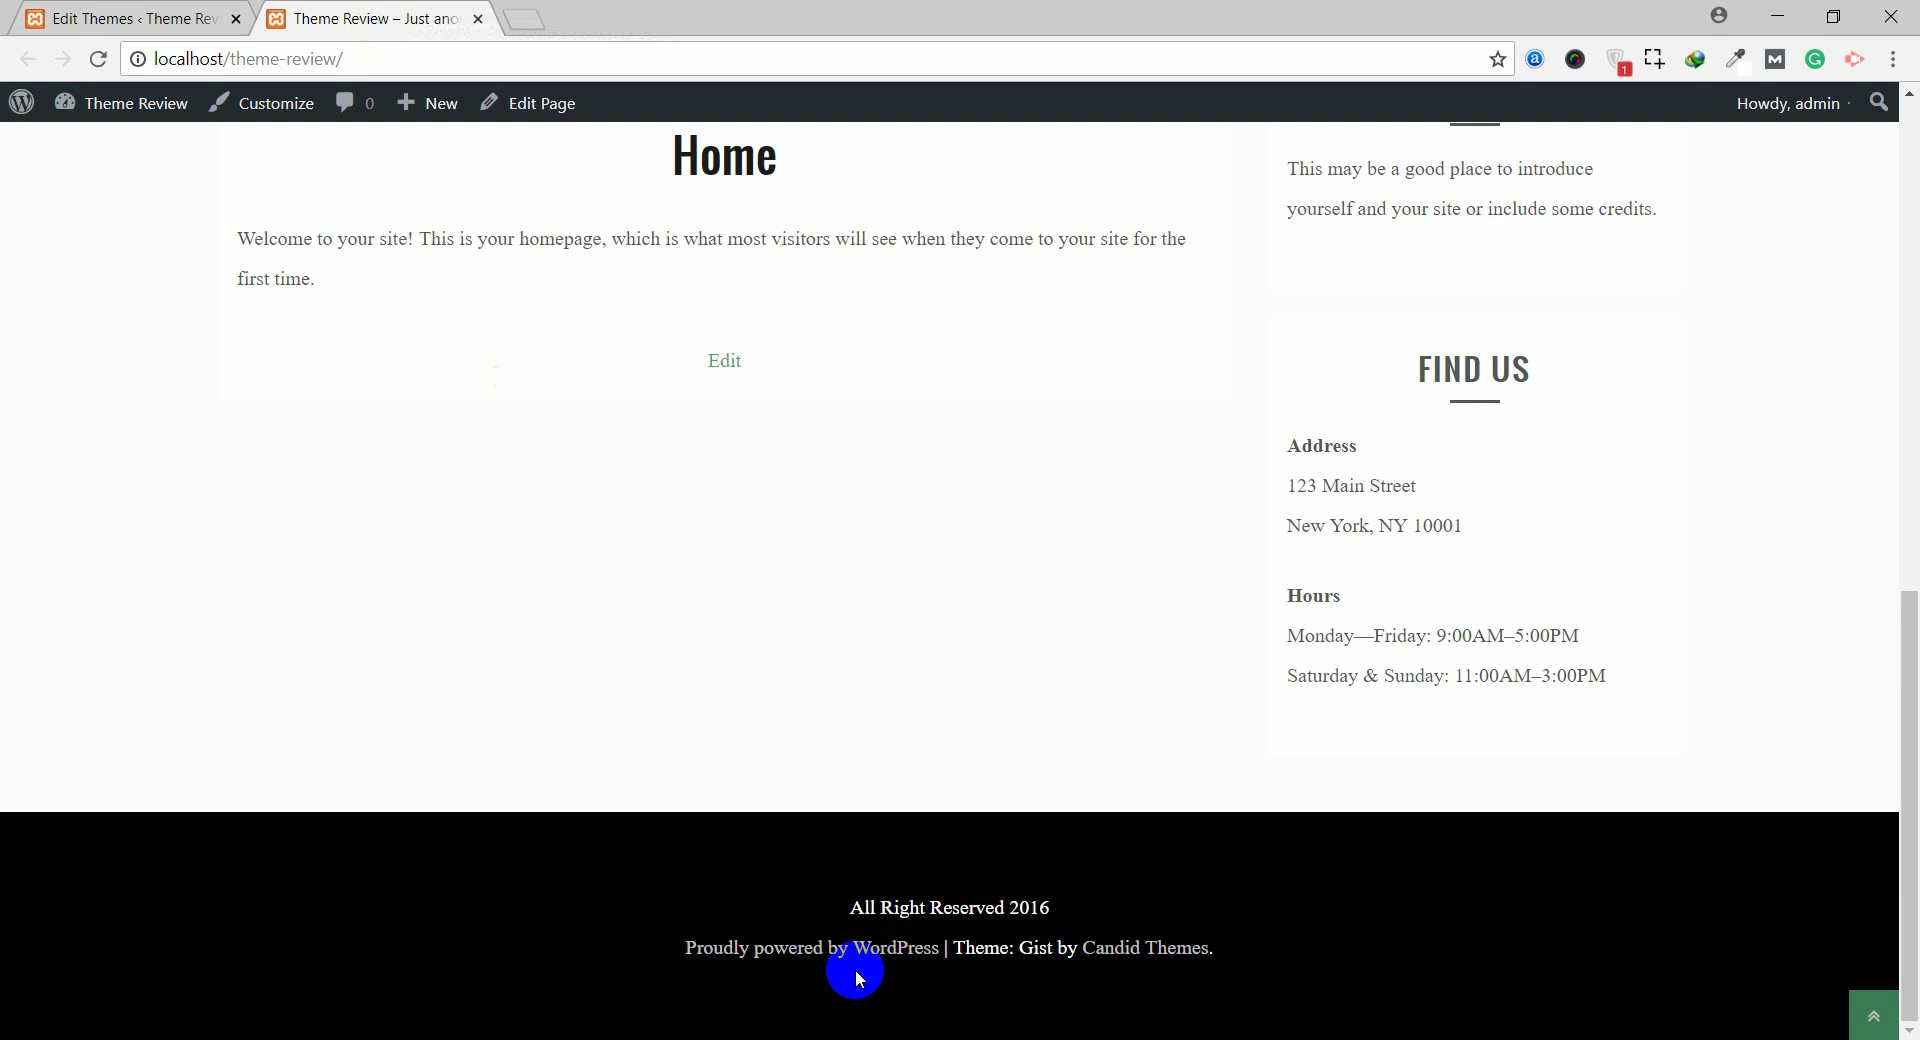 Edit Themes ‹ Theme Rev
Theme Review – Just ano
localhost/theme-review/
1
Theme Review
Customize
0
New
Edit Page
Howdy, admin
Home
Welcome to your site! This is your homepage, which is what most visitors will see when they come to your site for the
first time.
Edit
This may be a good place to introduce
yourself and your site or include some credits.
FIND US
Address
123 Main Street
New York, NY 10001
Hours
Monday—Friday: 9:00AM–5:00PM
Saturday & Sunday: 11:00AM–3:00PM
All Right Reserved 2016
Proudly powered by WordPress | Theme: Gist by Candid Themes.